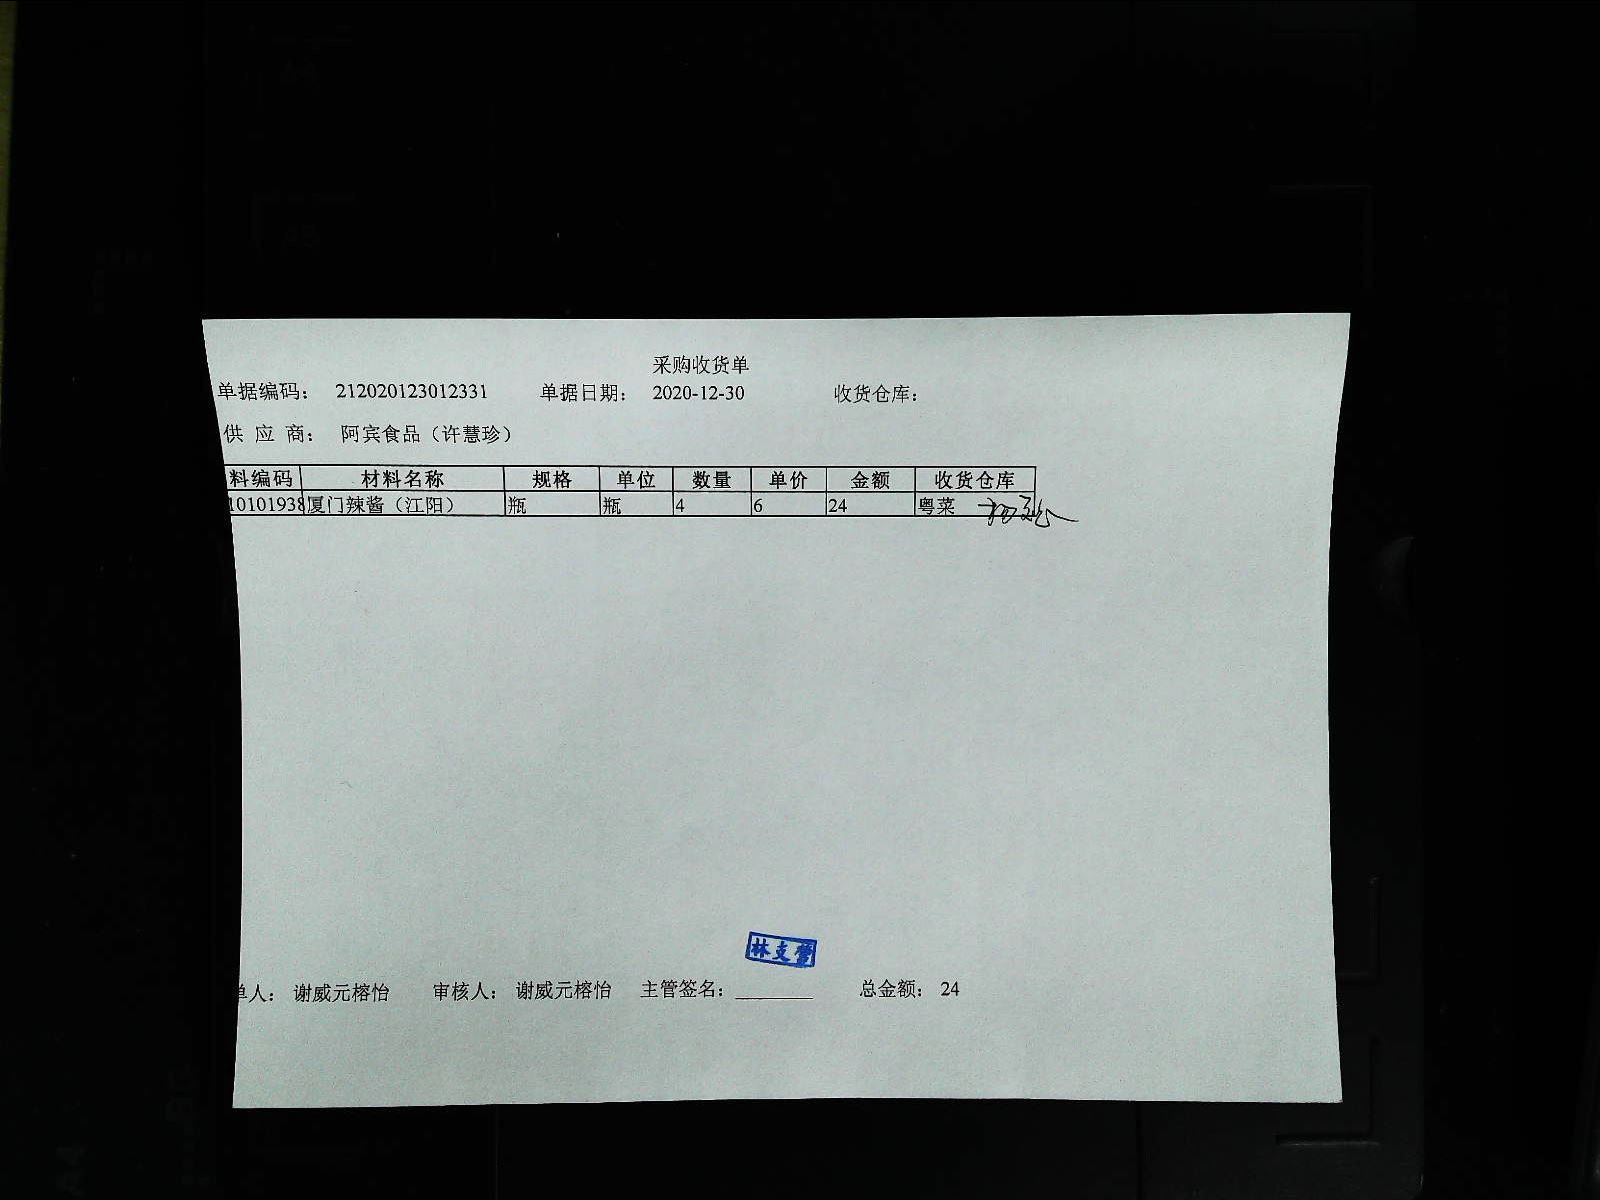 采购收货单
单据编码： 212020123012331 单据日期： 2020-12-30 收货仓库：
供 应 商： 阿宾食品（许慧珍）
料编码 材料名称 规格 单位 数量 单价 金额 收货仓库
10101938 厦门辣酱（江阳） 瓶 瓶 4 6 24 粤菜
单人： 谢威元榕怡 审核人： 谢威元榕怡 主管签名： 总金额： 24